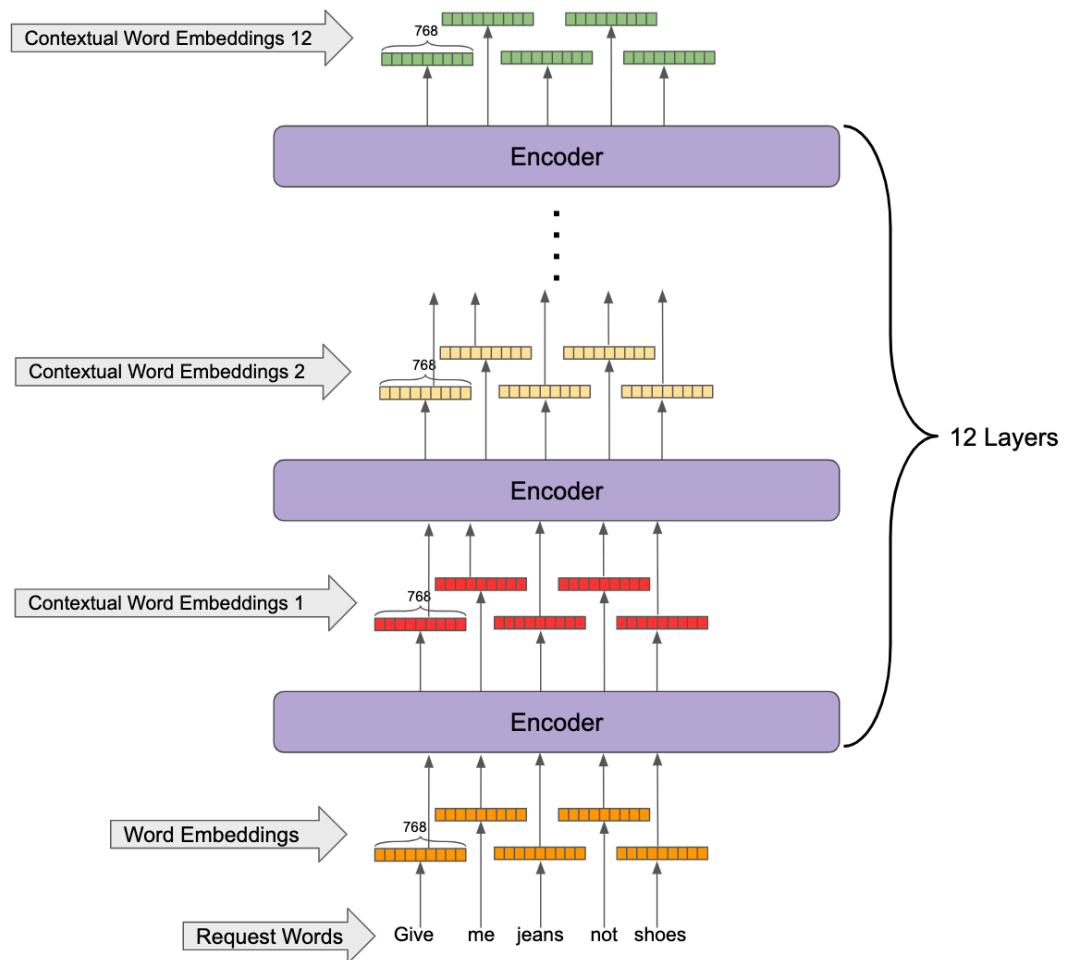 Contextual Word Embeddings 12
768
Encoder
Contextual Word Embeddings 2
768
12 Layers
Encoder
Contextual Word Embeddings 1
768
Encoder
Word Embeddings
768
Request Words
Give me jeans not shoes